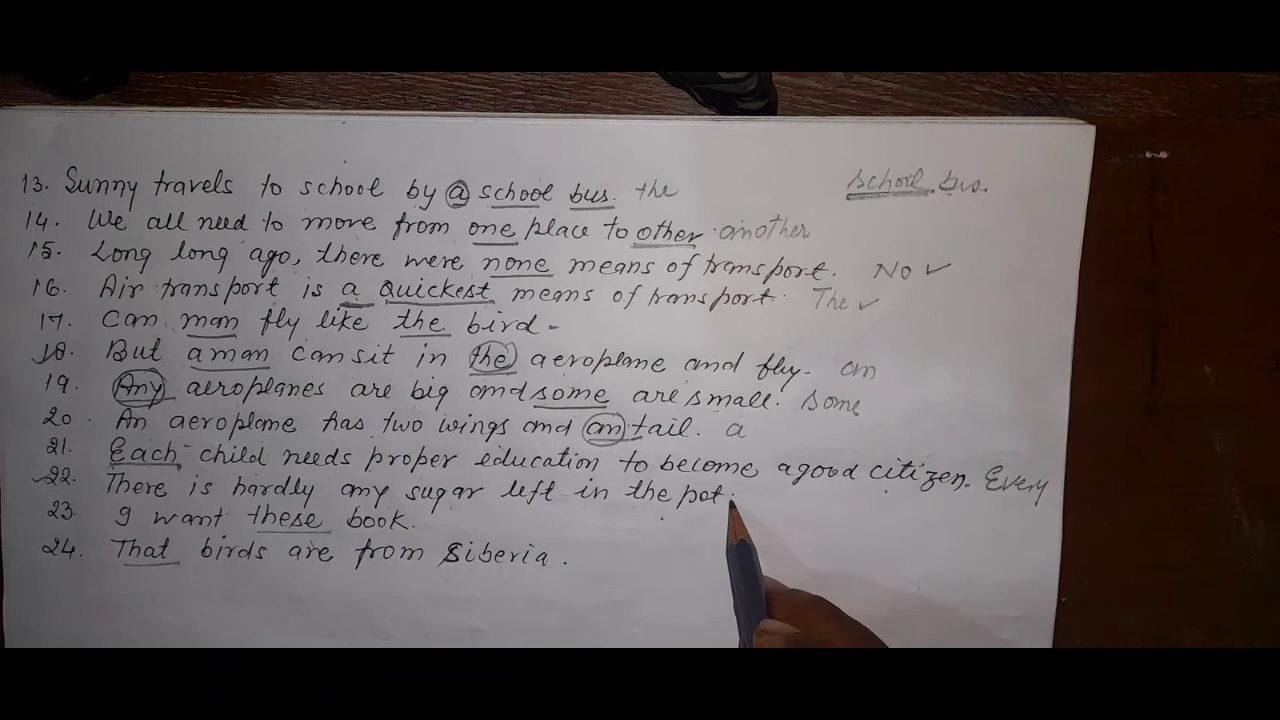 13. Sunny travels to school by a school bus. the school bus.
14. We all need to more from one place to other. another
15. Long long ago, there were none means of transport. No ✓
16. Air transport is a quickest means of transport. The ✓
17. Can man fly like the bird.
18. But a man can sit in the aeroplane and fly. an
19. Any aeroplanes are big and some are small. Some
20. An aeroplane has two wings and an tail. a
21. Each child needs proper education to become a good citizen. Every
22. There is hardly any sugar left in the pot.
23. I want these book.
24. That birds are from Siberia.